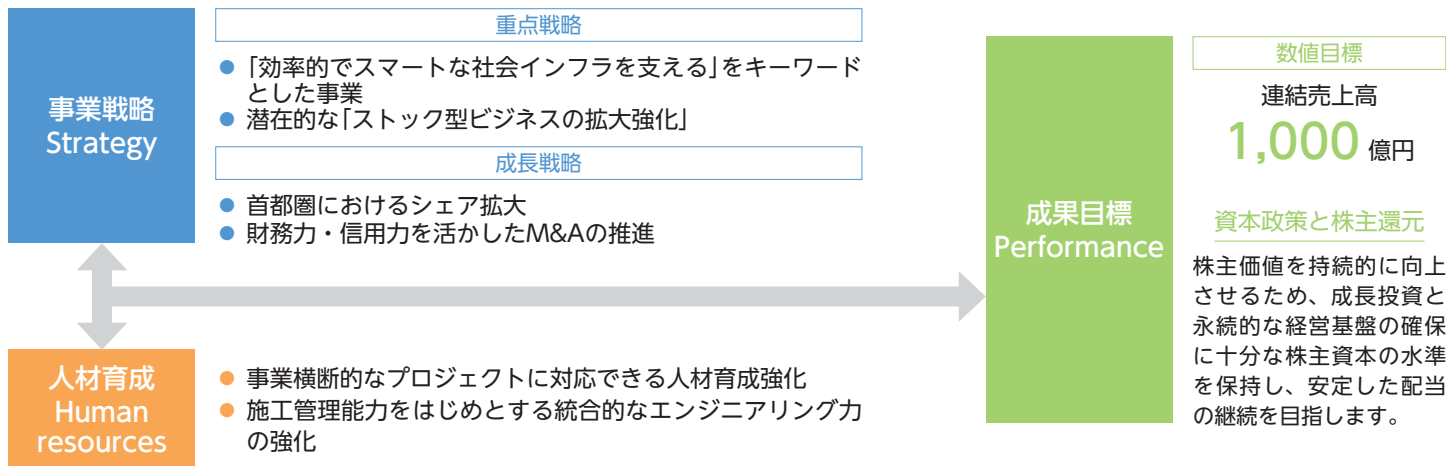 事業戦略
Strategy
重点戦略
● 「効率的でスマートな社会インフラを支える」をキーワード
とした事業
● 潜在的な「ストック型ビジネスの拡大強化」
成長戦略
● 首都圏におけるシェア拡大
● 財務力・信用力を活かしたM&Aの推進
人材育成
Human
resources
● 事業横断的なプロジェクトに対応できる人材育成強化
● 施工管理能力をはじめとする統合的なエンジニアリング力
の強化
成果目標
Performance
数値目標
連結売上高
1,000 億円
資本政策と株主還元
株主価値を持続的に向上
させるため、成長投資と
永続的な経営基盤の確保
に十分な株主資本の水準
を保持し、安定した配当
の継続を目指します。